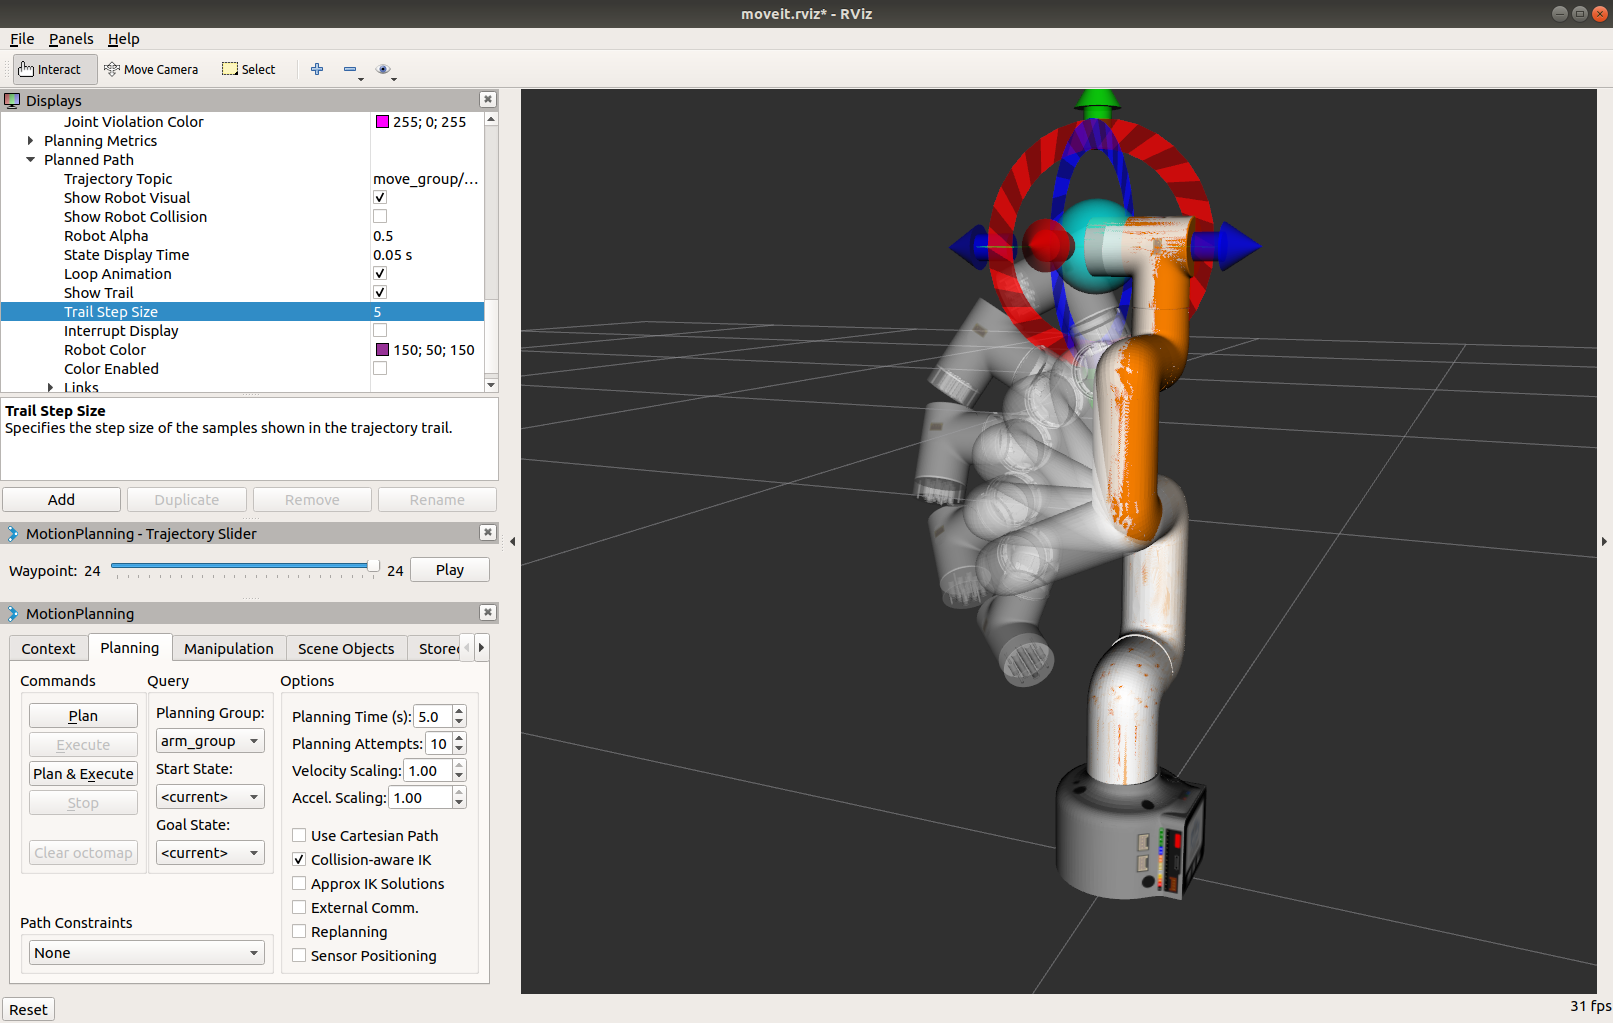 moveit.rviz* - RViz
File Panels Help
Interact Move Camera Select
Displays
Joint Violation Color 255; 0; 255
Planning Metrics
Planned Path
Trajectory Topic move_group/...
Show Robot Visual
Show Robot Collision
Robot Alpha 0.5
State Display Time 0.05 s
Loop Animation
Show Trail
Trail Step Size 5
Interrupt Display
Robot Color 150; 50; 150
Color Enabled
Links
Trail Step Size
Specifies the step size of the samples shown in the trajectory trail.
Add Duplicate Remove Rename
MotionPlanning - Trajectory Slider
Waypoint: 24 24 Play
MotionPlanning
Context Planning Manipulation Scene Objects Store
Commands Query Options
Plan
Execute
Plan & Execute
Stop
Clear octomap
Planning Group:
arm_group
Start State:
<current>
Goal State:
<current>
Path Constraints
None
Planning Time (s): 5.0
Planning Attempts: 10
Velocity Scaling: 1.00
Accel. Scaling: 1.00
Use Cartesian Path
Collision-aware IK
Approx IK Solutions
External Comm.
Replanning
Sensor Positioning
Reset
31 fps